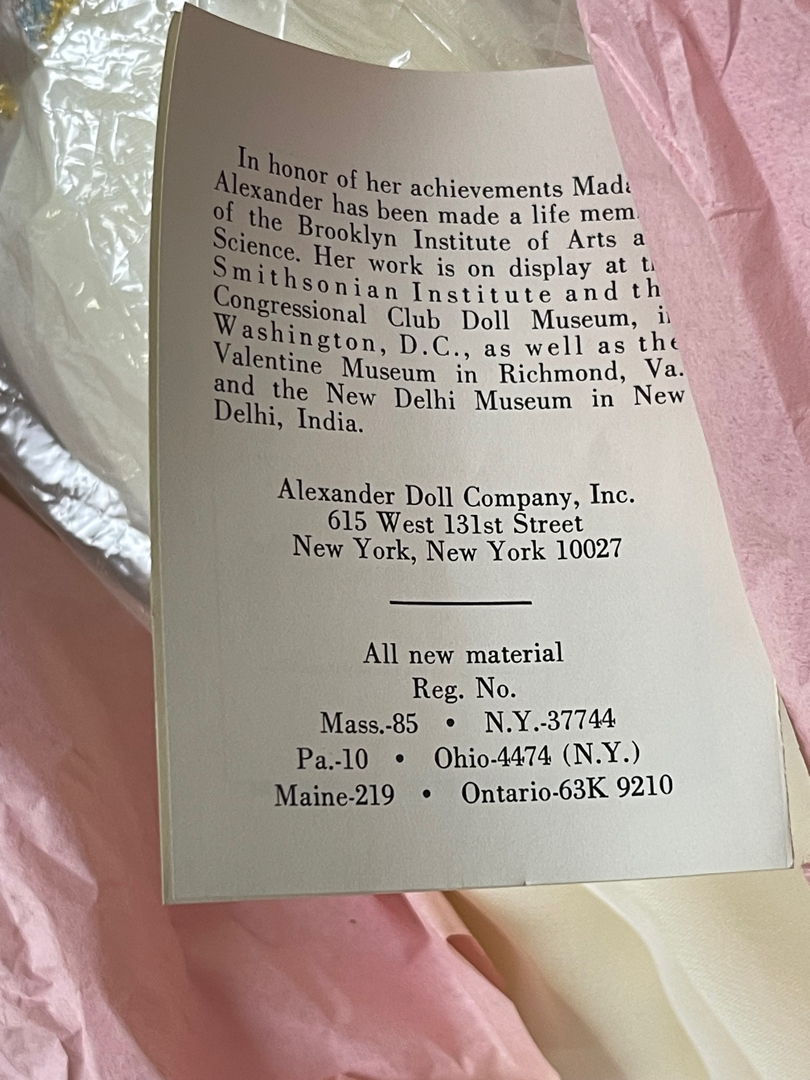 In honor of her achievements
Alexander has been made a life
of the Brooklyn Institute of Arts
Science. Her work is on display at
Smithsonian Institute and
Congressional Club Doll Museum,
Washington, D.C., as well as the
Valentine Museum in Richmond, Va.
and the New Delhi Museum in New
Delhi, India.
Alexander Doll Company, Inc.
615 West 131st Street
New York, New York 10027
All new material
Reg. No.
Mass.-85 • N.Y.-37744
Pa.-10 • Ohio-4474 (N.Y.)
Maine-219 • Ontario-63K 9210